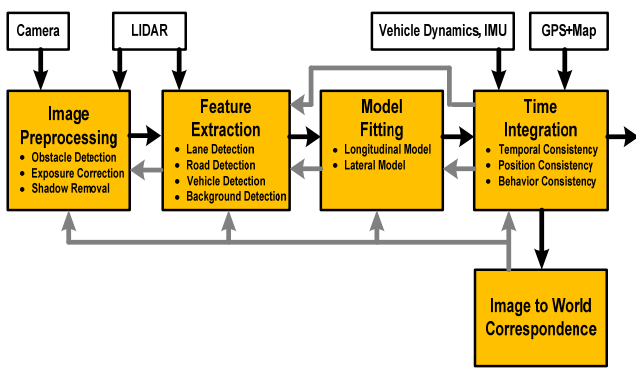 Camera
LIDAR
Vehicle Dynamics, IMU
GPS+Map
Image
Preprocessing
• Obstacle Detection
• Exposure Correction
• Shadow Removal
Feature
Extraction
• Lane Detection
• Road Detection
• Vehicle Detection
• Background Detection
Model
Fitting
• Longitudinal Model
• Lateral Model
Time
Integration
• Temporal Consistency
• Position Consistency
• Behavior Consistency
Image to World
Correspondence